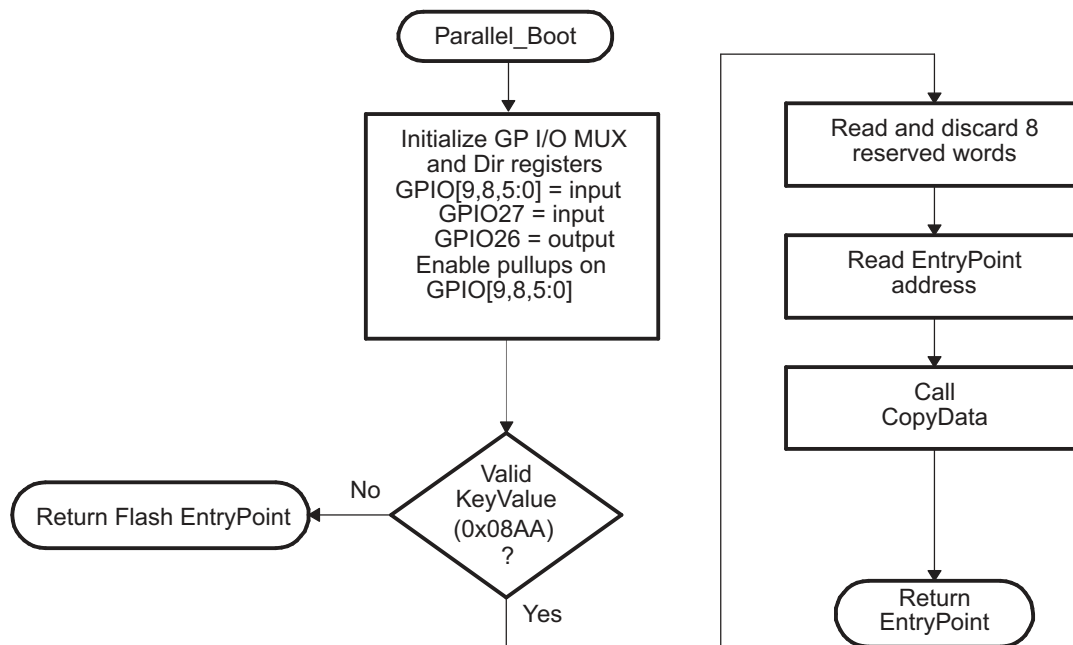 Parallel_Boot
Initialize GP I/O MUX
and Dir registers
GPIO[9,8,5:0] = input
GPIO27 = input
GPIO26 = output
Enable pullups on
GPIO[9,8,5:0]
Valid
KeyValue
(0x08AA)
?
No
Return Flash EntryPoint
Yes
Read and discard 8
reserved words
Read EntryPoint
address
Call
CopyData
Return
EntryPoint